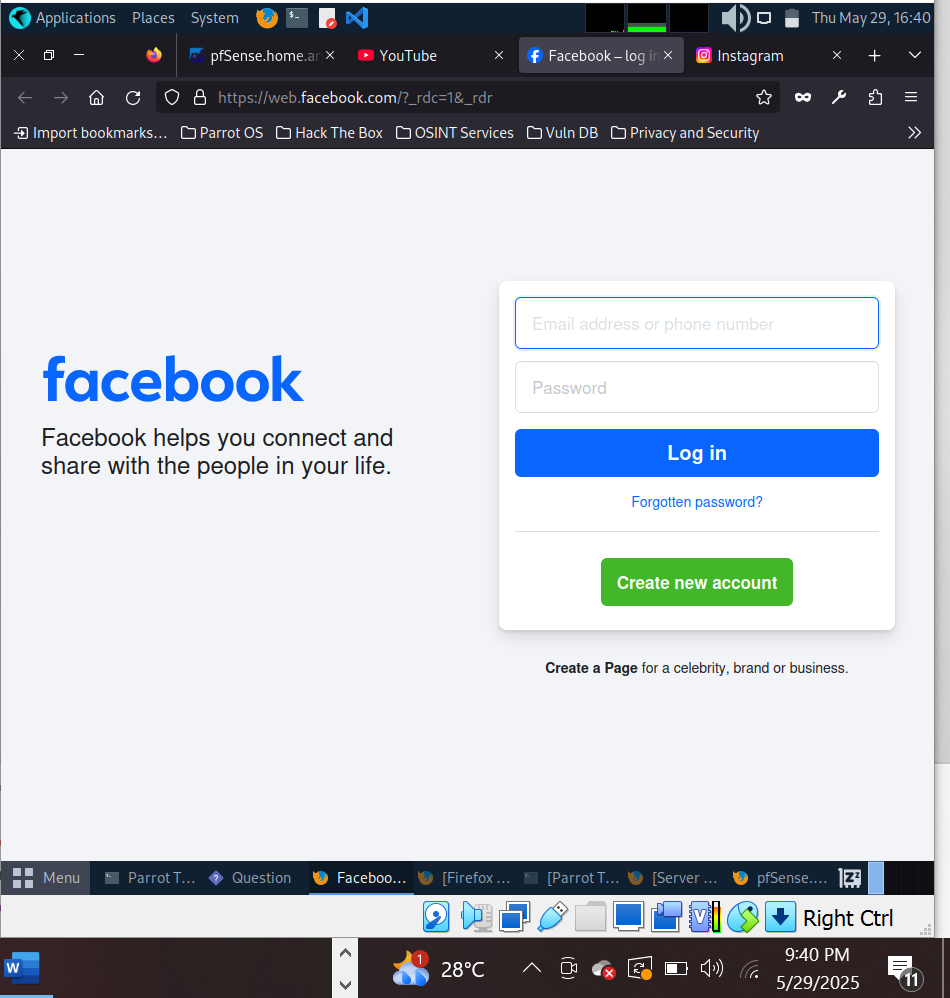 Applications Places System Thu May 29, 16:40
pfSense.home.ar YouTube Facebook – log in Instagram
https://web.facebook.com/?_rdc=1&_rdr
Import bookmarks... Parrot OS Hack The Box OSINT Services Vuln DB Privacy and Security
Email address or phone number
facebook
Password
Facebook helps you connect and
share with the people in your life.
Log in
Forgotten password?
Create new account
Create a Page for a celebrity, brand or business.
Menu Parrot T... Question Faceboo... [Firefox ... [Parrot T... [Server ... pfSense....
Right Ctrl
W 1 28°C 9:40 PM
5/29/2025 11